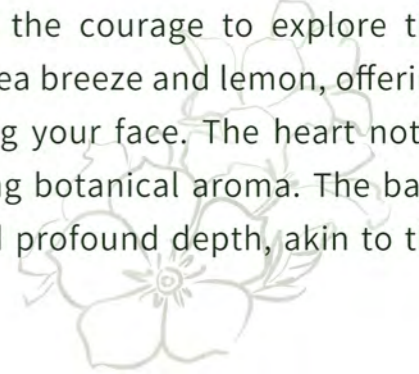 the courage to explore t
ea breeze and lemon, offeri
g your face. The heart not
g botanical aroma. The ba
profound depth, akin to t